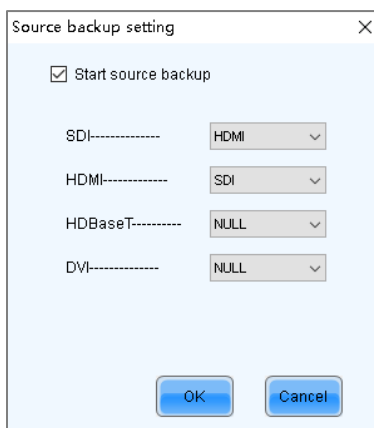 Source backup setting
Start source backup
SDI-------------- HDMI
HDMI------------- SDI
HDBaseT---------- NULL
DVI-------------- NULL
OK Cancel